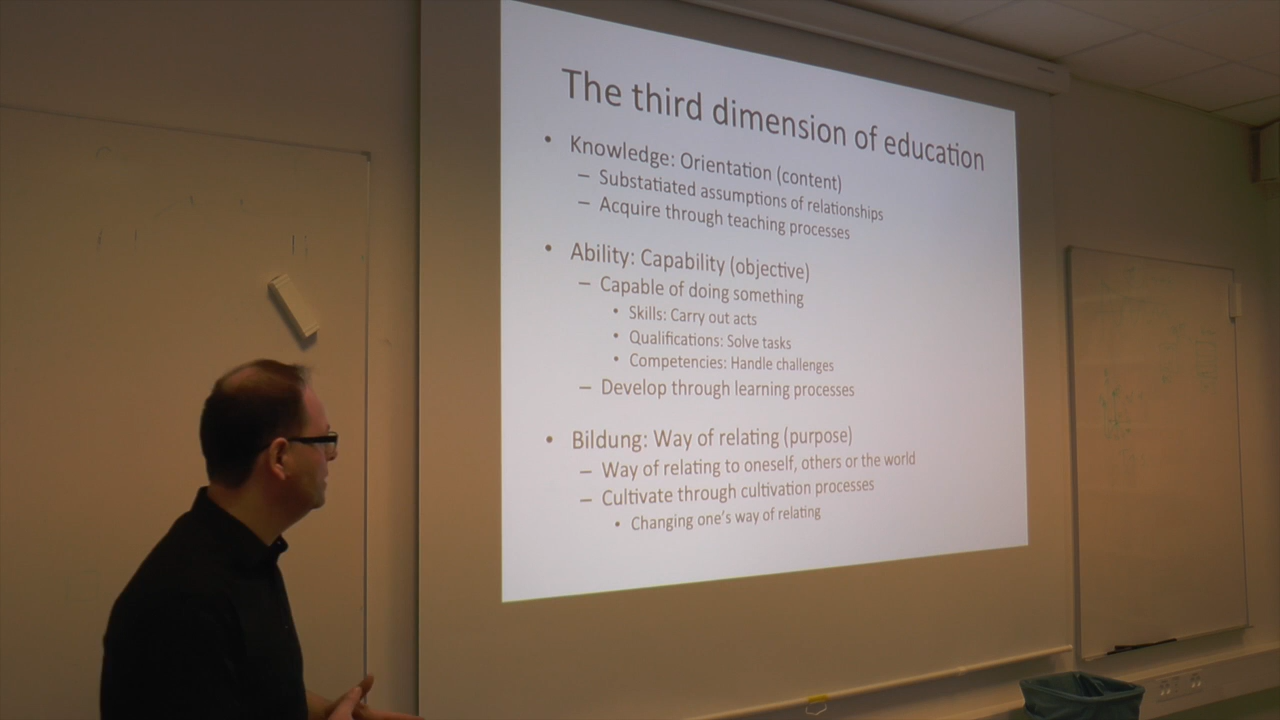 The third dimension of education
• Knowledge: Orientation (content)
– Substatiated assumptions of relationships
– Acquire through teaching processes
• Ability: Capability (objective)
– Capable of doing something
• Skills: Carry out acts
• Qualifications: Solve tasks
• Competencies: Handle challenges
– Develop through learning processes
• Bildung: Way of relating (purpose)
– Way of relating to oneself, others or the world
– Cultivate through cultivation processes
• Changing one's way of relating